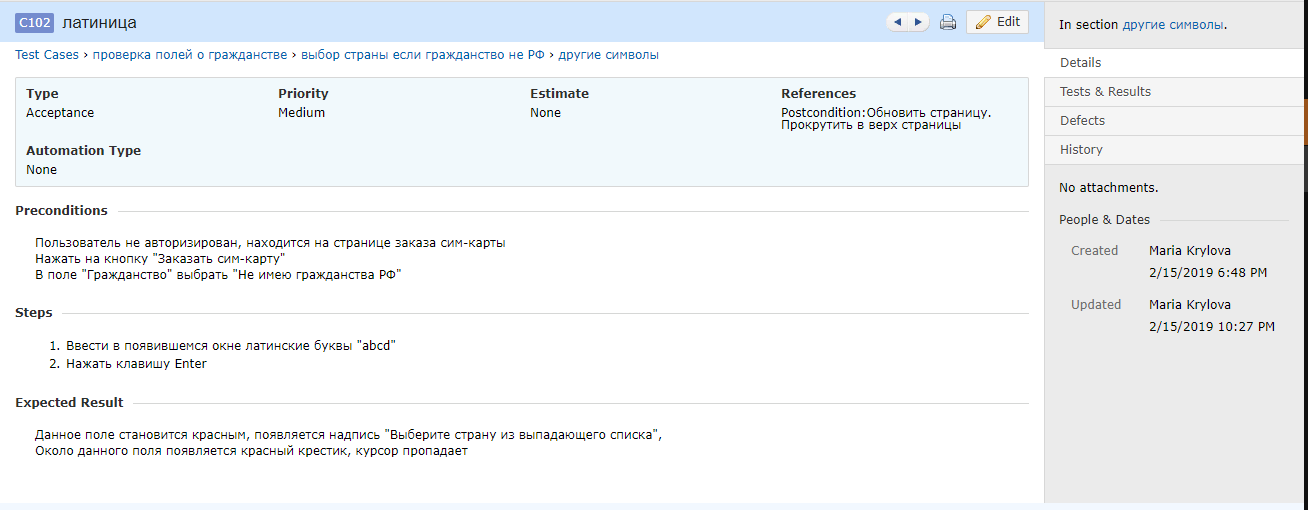 C102 латиница
Edit
Test Cases › проверка полей о гражданстве › выбор страны если гражданство не РФ › другие символы
Type
Acceptance
Priority
Medium
Estimate
None
References
Postcondition:Обновить страницу.
Прокрутить в верх страницы
Automation Type
None
Preconditions
Пользователь не авторизирован, находится на странице заказа сим-карты
Нажать на кнопку "Заказать сим-карту"
В поле "Гражданство" выбрать "Не имею гражданства РФ"
Steps
1. Ввести в появившемся окне латинские буквы "abcd"
2. Нажать клавишу Enter
Expected Result
Данное поле становится красным, появляется надпись "Выберите страну из выпадающего списка",
Около данного поля появляется красный крестик, курсор пропадает
In section другие символы.
Details
Tests & Results
Defects
History
No attachments.
People & Dates
Created Maria Krylova
2/15/2019 6:48 PM
Updated Maria Krylova
2/15/2019 10:27 PM